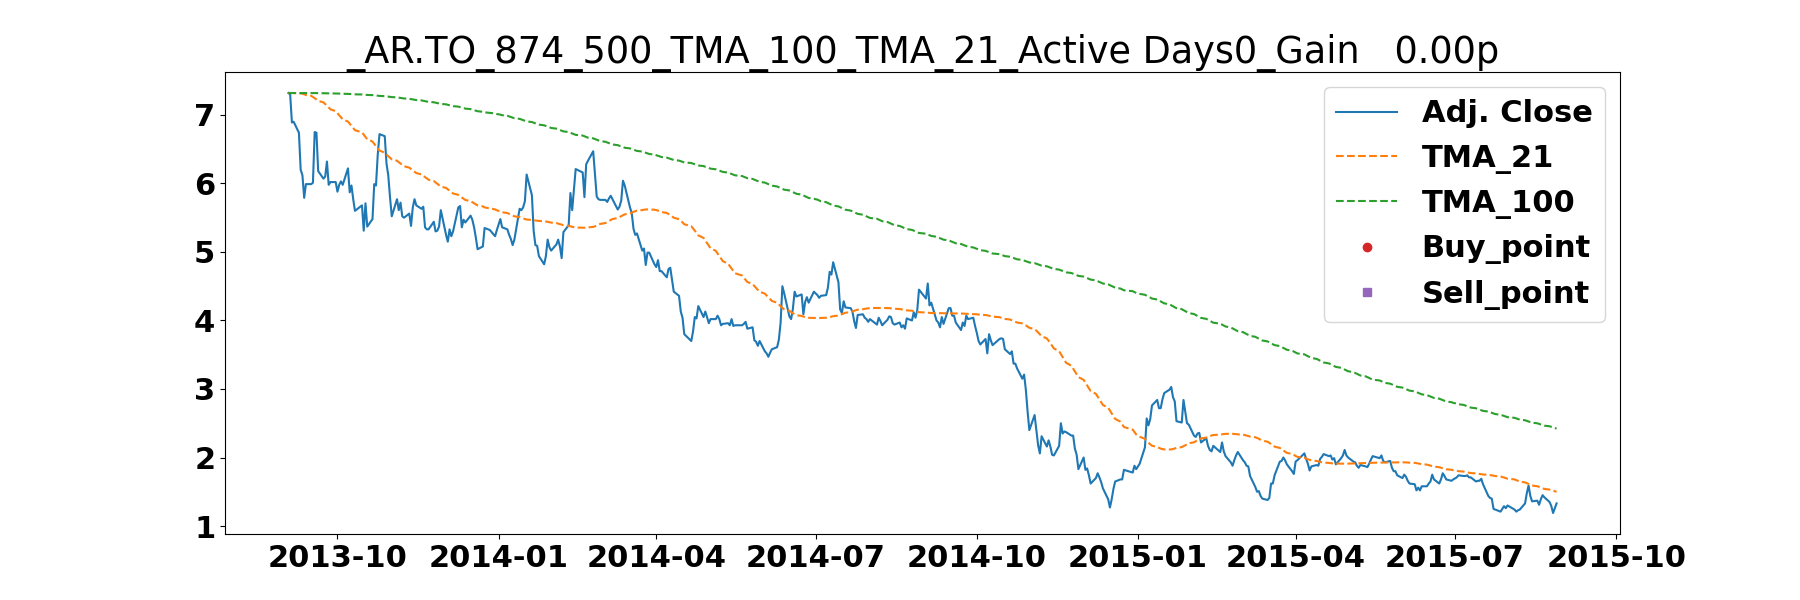 _AR.TO_874_500_TMA_100_TMA_21_Active Days0_Gain   0.00p
7
6
5
4
3
2
1
Adj. Close
TMA_21
TMA_100
Buy_point
Sell_point
2013-10 2014-01 2014-04 2014-07 2014-10 2015-01 2015-04 2015-07 2015-10